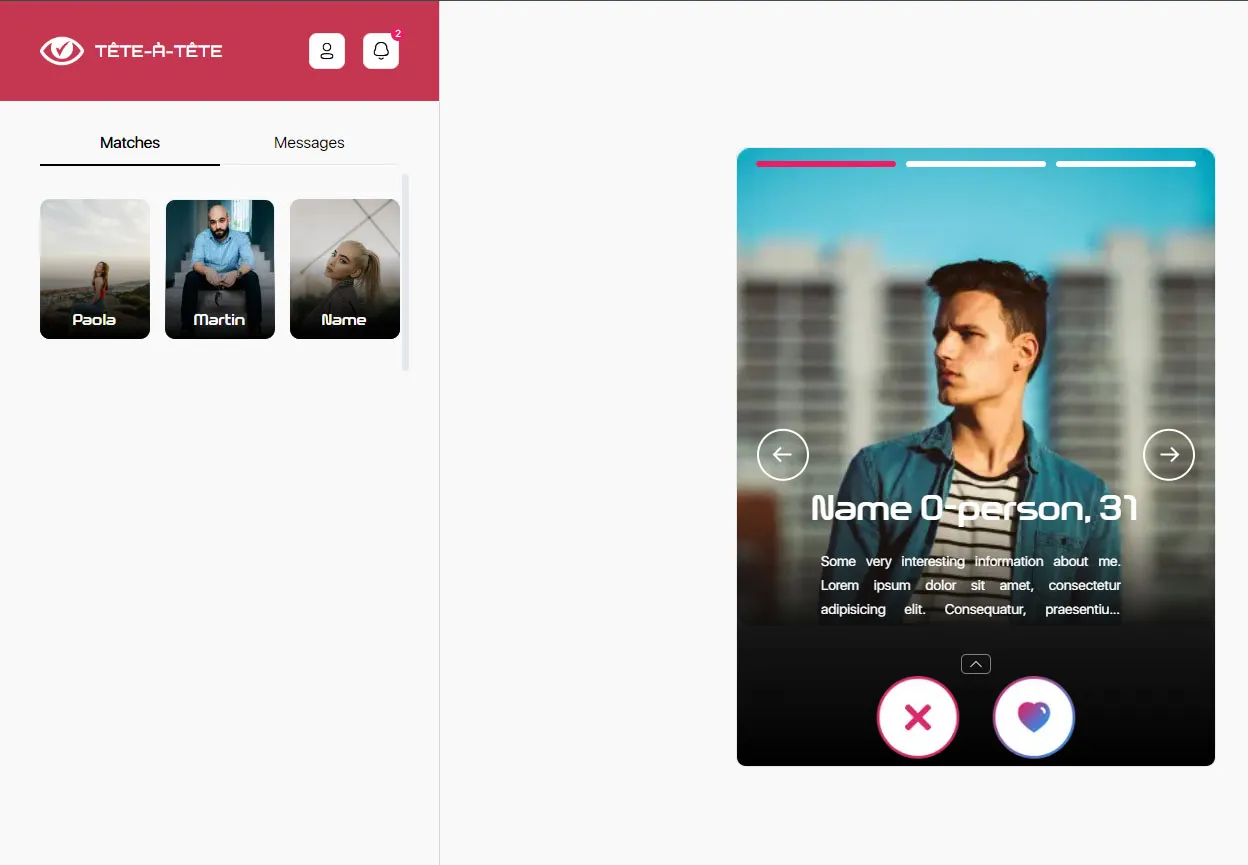 TÊTE-À-TÊTE
2
Matches
Messages
Paola
Martin
Name
Name 0-person, 31
Some very interesting information about me.
Lorem ipsum dolor sit amet, consectetur
adipisicing elit. Consequatur, praesentiu...